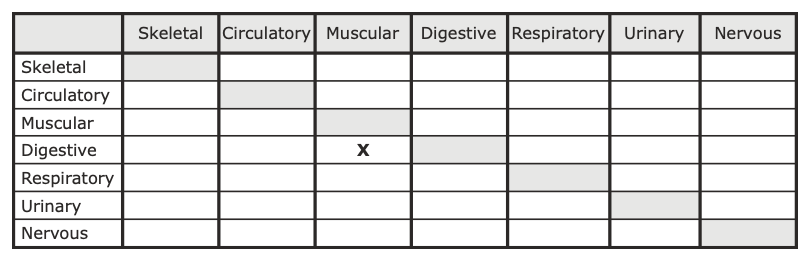 Skeletal Circulatory Muscular Digestive Respiratory Urinary Nervous
Skeletal
Circulatory
Muscular
Digestive X
Respiratory
Urinary
Nervous